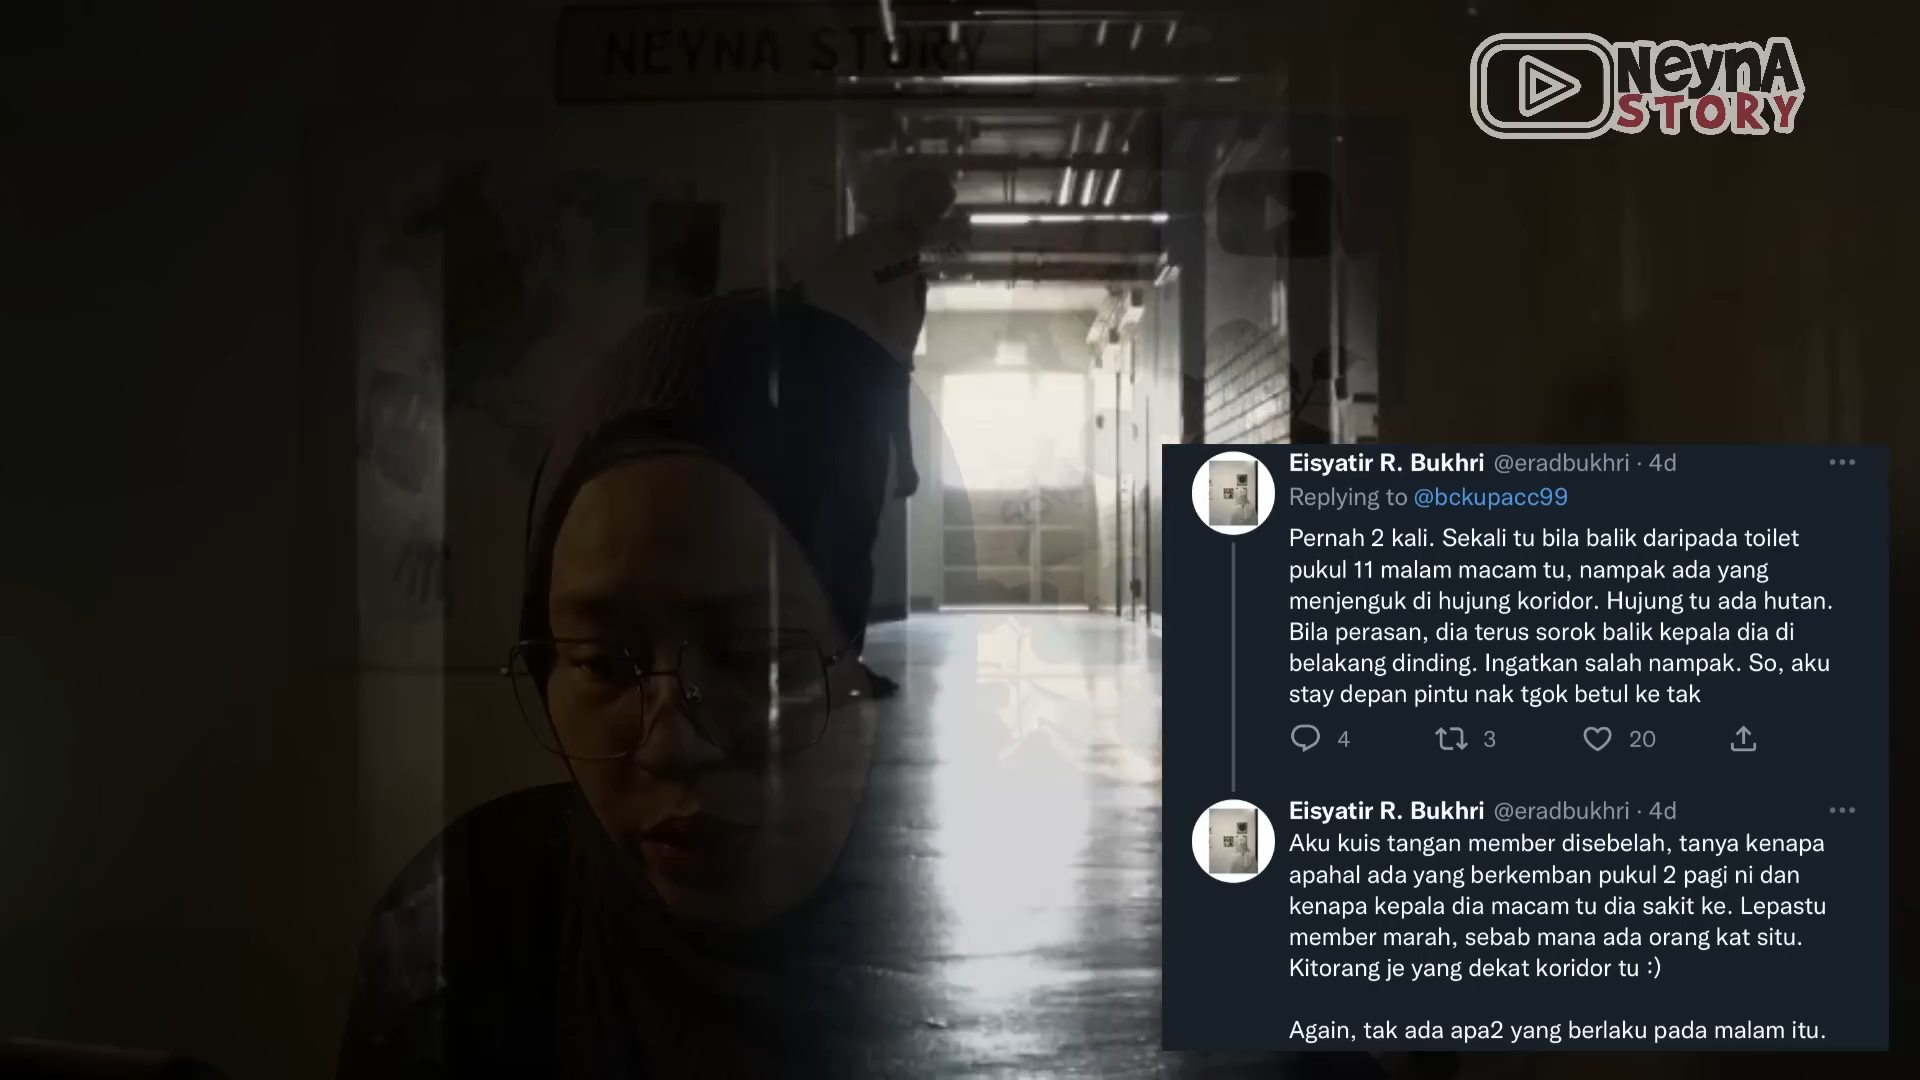 NEYNA STORY
NeynA
STORY
Eisyatir R. Bukhri @eradbukhri · 4d
Replying to @bckupacc99
Pernah 2 kali. Sekali tu bila balik daripada toilet
pukul 11 malam macam tu, nampak ada yang
menjenguk di hujung koridor. Hujung tu ada hutan.
Bila perasan, dia terus sorok balik kepala dia di
belakang dinding. Ingatkan salah nampak. So, aku
stay depan pintu nak tgok betul ke tak
4 3 20
Eisyatir R. Bukhri @eradbukhri · 4d
Aku kuis tangan member disebelah, tanya kenapa
apahal ada yang berkemban pukul 2 pagi ni dan
kenapa kepala dia macam tu dia sakit ke. Lepastu
member marah, sebab mana ada orang kat situ.
Kitorang je yang dekat koridor tu :)
Again, tak ada apa2 yang berlaku pada malam itu.